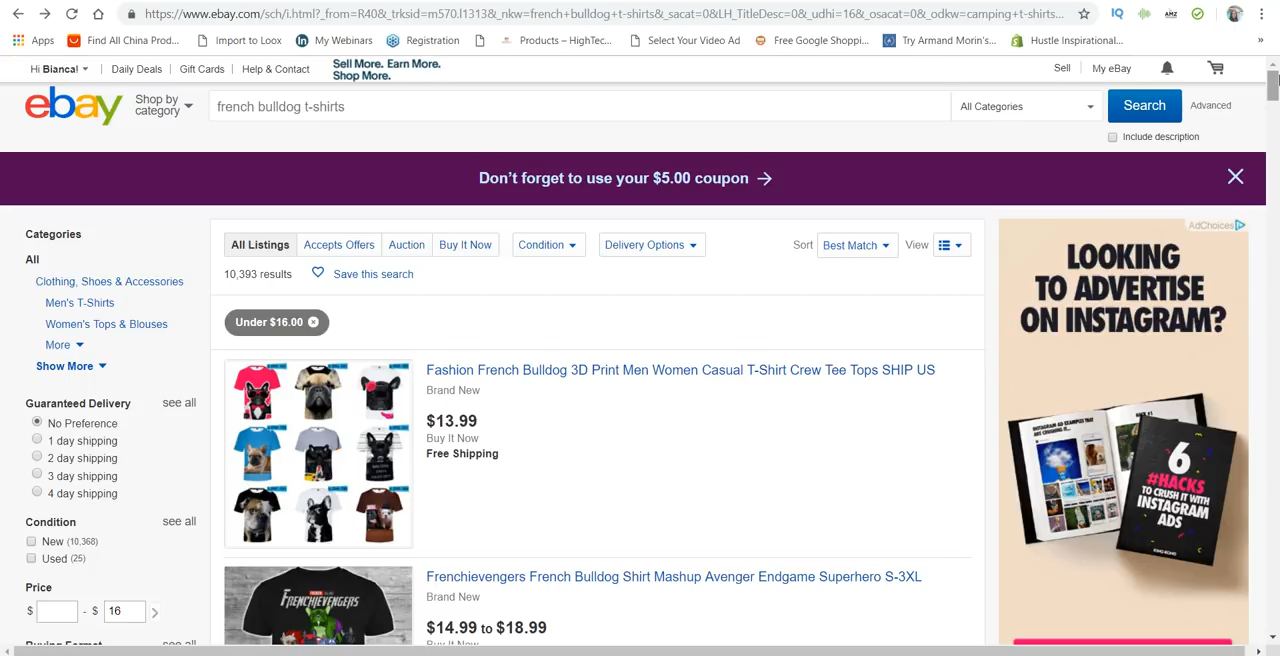 https://www.ebay.com/sch/i.html?_from=R40&_trksid=m570.l1313&_nkw=french+bulldog+t-shirts&_sacat=0&LH_TitleDesc=0&_udhi=16&_osacat=0&_odkw=camping+t-shirts...
IQ AMZ
Apps Find All China Prod... Import to Loox My Webinars Registration Products – HighTec... Select Your Video Ad Free Google Shoppi... Try Armand Morin's... Hustle Inspirational... »
Hi Bianca! Daily Deals Gift Cards Help & Contact Sell More. Earn More.
Shop More.
Sell My eBay
ebay Shop by
category
french bulldog t-shirts All Categories Search Advanced
Include description
Don't forget to use your $5.00 coupon →
Categories
All
Clothing, Shoes & Accessories
Men's T-Shirts
Women's Tops & Blouses
More
Show More
Guaranteed Delivery see all
No Preference
1 day shipping
2 day shipping
3 day shipping
4 day shipping
Condition see all
New (10,368)
Used (25)
Price
$ - $ 16
All Listings Accepts Offers Auction Buy It Now Condition Delivery Options Sort Best Match View
10,393 results Save this search
Under $16.00
Fashion French Bulldog 3D Print Men Women Casual T-Shirt Crew Tee Tops SHIP US
Brand New
$13.99
Buy It Now
Free Shipping
FRENCHIEVENGERS
Frenchievengers French Bulldog Shirt Mashup Avenger Endgame Superhero S-3XL
Brand New
$14.99 to $18.99
AdChoices
LOOKING
TO ADVERTISE
ON INSTAGRAM?
6
#HACKS
TO CRUSH IT WITH
INSTAGRAM
ADS